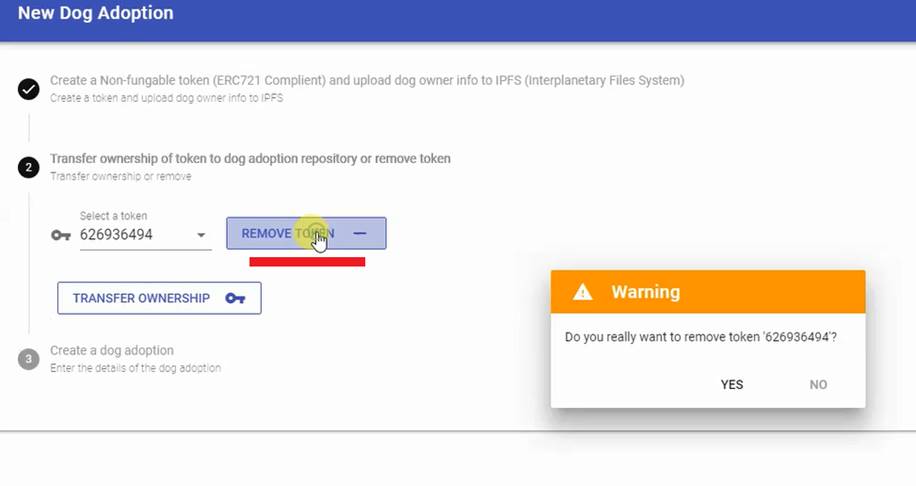 New Dog Adoption
Create a Non-fungable token (ERC721 Complient) and upload dog owner info to IPFS (Interplanetary Files System)
Create a token and upload dog owner info to IPFS
2
Transfer ownership of token to dog adoption repository or remove token
Transfer ownership or remove
Select a token
626936494
REMOVE TOKEN
TRANSFER OWNERSHIP
Warning
Do you really want to remove token '626936494'?
YES NO
3
Create a dog adoption
Enter the details of the dog adoption